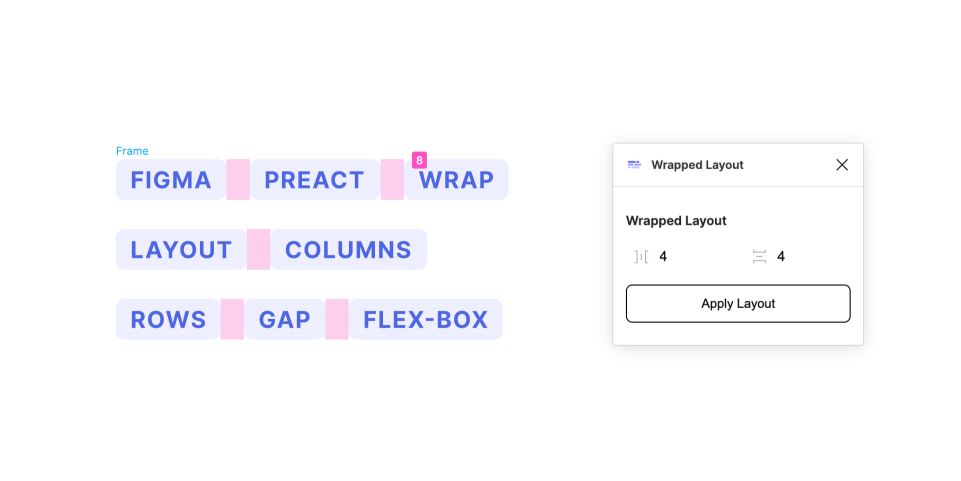 Frame
8
FIGMA PREACT WRAP
LAYOUT COLUMNS
ROWS GAP FLEX-BOX
Wrapped Layout
Wrapped Layout
4 4
Apply Layout